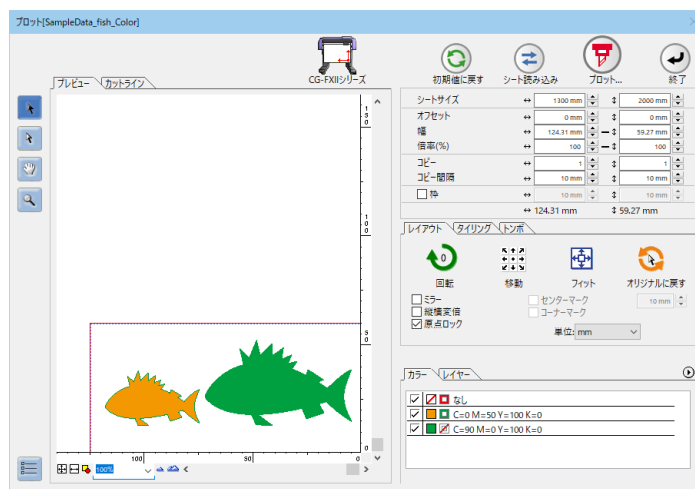 プロット[SampleData_fish_Color]
CG-FXIIシリーズ
初期値に戻す シート読み込み プロット... 終了
プレビュー カットライン
シートサイズ ↔ 1300 mm ↕ 2000 mm
オフセット ↔ 0 mm ↕ 0 mm
幅 ↔ 124.31 mm ↕ 59.27 mm
倍率(%) ↔ 100 ↕ 100
コピー ↔ 1 ↕ 1
コピー間隔 ↔ 10 mm ↕ 10 mm
枠 ↔ 10 mm ↕ 10 mm
↔ 124.31 mm ↕ 59.27 mm
レイアウト タイリング トンボ
0
回転 移動 フィット オリジナルに戻す
ミラー センターマーク 10 mm
縦横変倍 コーナーマーク
原点ロック
単位: mm
カラー レイヤー
なし
C=0 M=50 Y=100 K=0
C=90 M=0 Y=100 K=0
150
100
50
0
100 50 0
100%